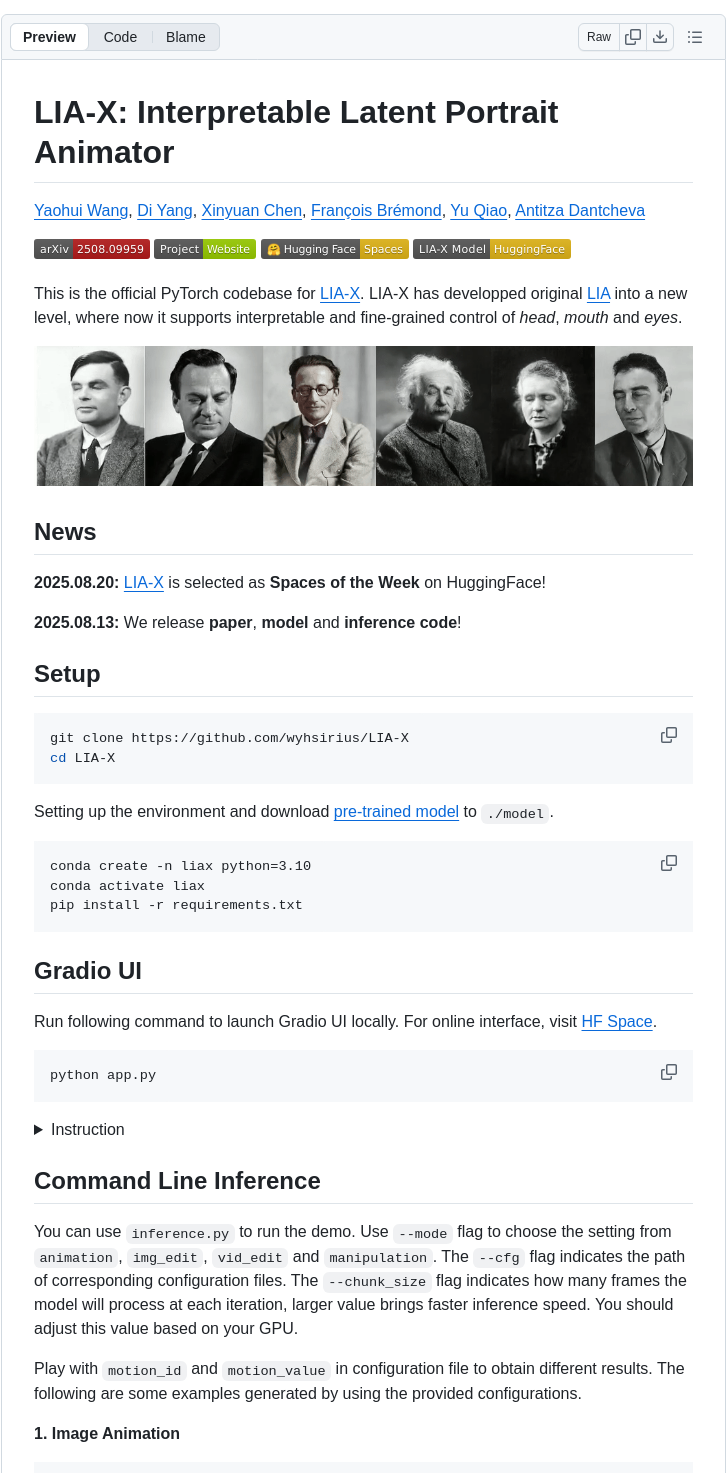 Preview Code Blame Raw
LIA-X: Interpretable Latent Portrait
Animator
Yaohui Wang, Di Yang, Xinyuan Chen, François Brémond, Yu Qiao, Antitza Dantcheva
arXiv 2508.09959 Project Website 🤗 Hugging Face Spaces LIA-X Model HuggingFace
This is the official PyTorch codebase for LIA-X. LIA-X has developped original LIA into a new
level, where now it supports interpretable and fine-grained control of head, mouth and eyes.
News
2025.08.20: LIA-X is selected as Spaces of the Week on HuggingFace!
2025.08.13: We release paper, model and inference code!
Setup
git clone https://github.com/wyhsirius/LIA-X
cd LIA-X
Setting up the environment and download pre-trained model to ./model.
conda create -n liax python=3.10
conda activate liax
pip install -r requirements.txt
Gradio UI
Run following command to launch Gradio UI locally. For online interface, visit HF Space.
python app.py
Instruction
Command Line Inference
You can use inference.py to run the demo. Use --mode flag to choose the setting from
animation, img_edit, vid_edit and manipulation. The --cfg flag indicates the path
of corresponding configuration files. The --chunk_size flag indicates how many frames the
model will process at each iteration, larger value brings faster inference speed. You should
adjust this value based on your GPU.
Play with motion_id and motion_value in configuration file to obtain different results. The
following are some examples generated by using the provided configurations.
1. Image Animation